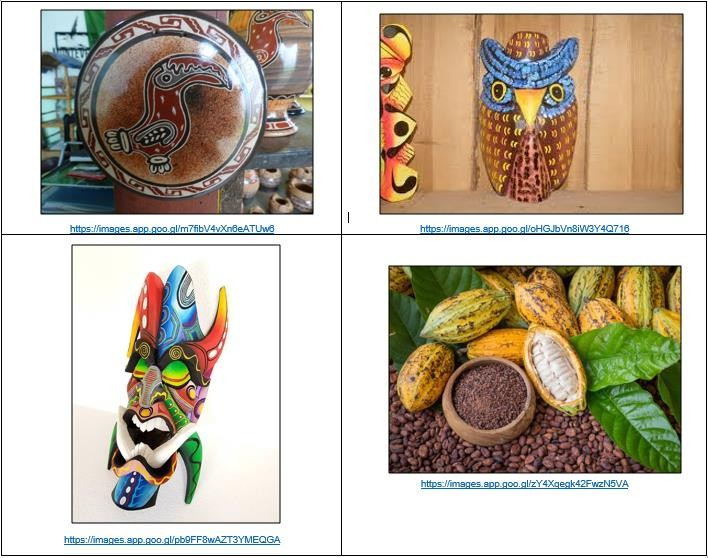 https://images.app.goo.gl/m7fibV4vXn6eATUw6
https://images.app.goo.gl/oHGJbVn8iW3Y4Q716
https://images.app.goo.gl/pb9FF8wAZT3YMEQGA
https://images.app.goo.gl/zY4Xqegk42FwzN5VA